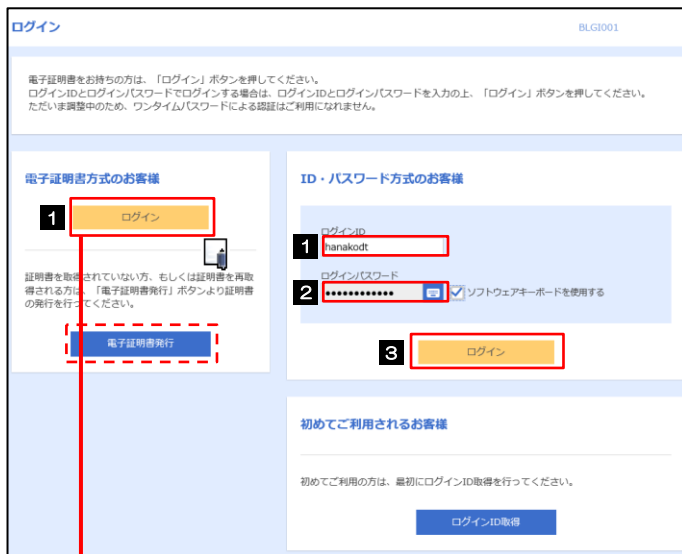 ログイン
BLGI001
電子証明書をお持ちの方は、「ログイン」ボタンを押してください。
ログインIDとログインパスワードでログインする場合は、ログインIDとログインパスワードを入力の上、「ログイン」ボタンを押してください。
ただいま調整中のため、ワンタイムパスワードによる認証はご利用になれません。
電子証明書方式のお客様
1
ログイン
証明書を取得されていない方、もしくは証明書を再取
得される方は、「電子証明書発行」ボタンより証明書
の発行を行ってください。
電子証明書発行
ID・パスワード方式のお客様
ログインID
1
hanakodt
ログインパスワード
2
••••••••••••
ソフトウェアキーボードを使用する
3
ログイン
初めてご利用されるお客様
初めてご利用の方は、最初にログインID取得を行ってください。
ログインID取得